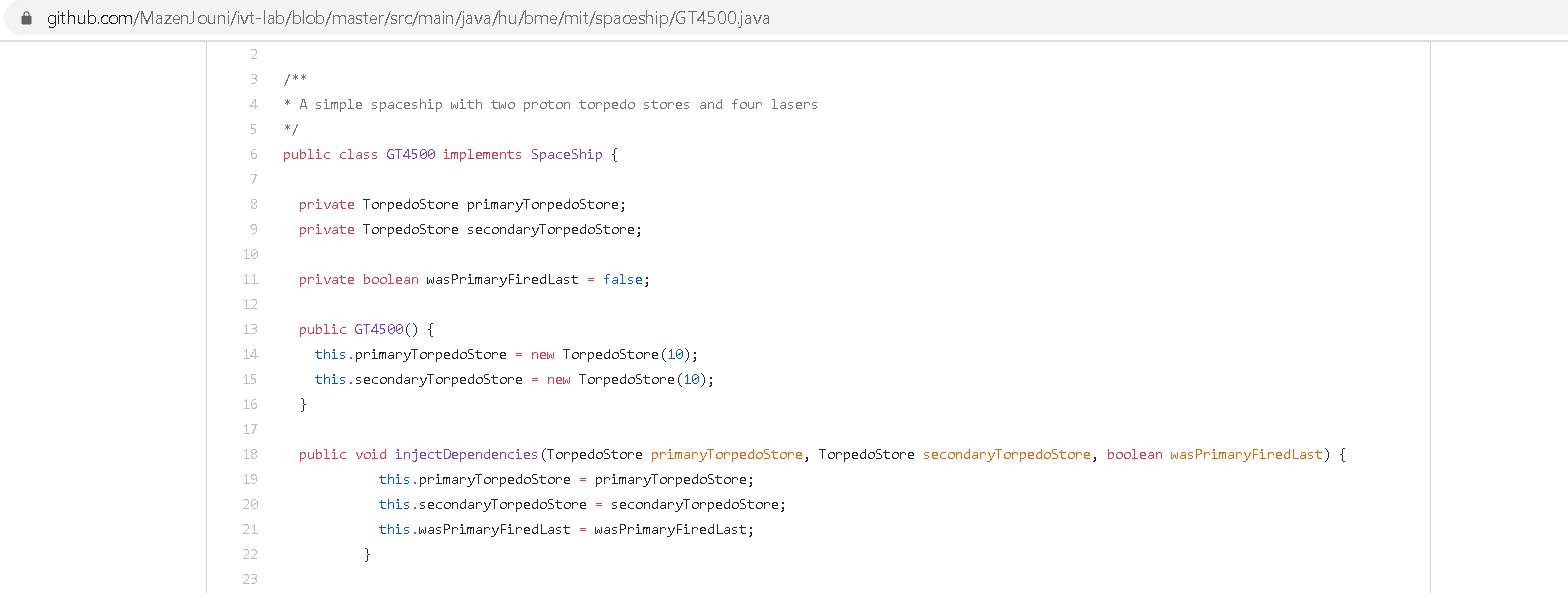 github.com/MazenJouni/ivt-lab/blob/master/src/main/java/hu/bme/mit/spaceship/GT4500.java
2
3 /**
4 * A simple spaceship with two proton torpedo stores and four lasers
5 */
6 public class GT4500 implements SpaceShip {
7
8 private TorpedoStore primaryTorpedoStore;
9 private TorpedoStore secondaryTorpedoStore;
10
11 private boolean wasPrimaryFiredLast = false;
12
13 public GT4500() {
14 this.primaryTorpedoStore = new TorpedoStore(10);
15 this.secondaryTorpedoStore = new TorpedoStore(10);
16 }
17
18 public void injectDependencies(TorpedoStore primaryTorpedoStore, TorpedoStore secondaryTorpedoStore, boolean wasPrimaryFiredLast) {
19 this.primaryTorpedoStore = primaryTorpedoStore;
20 this.secondaryTorpedoStore = secondaryTorpedoStore;
21 this.wasPrimaryFiredLast = wasPrimaryFiredLast;
22 }
23